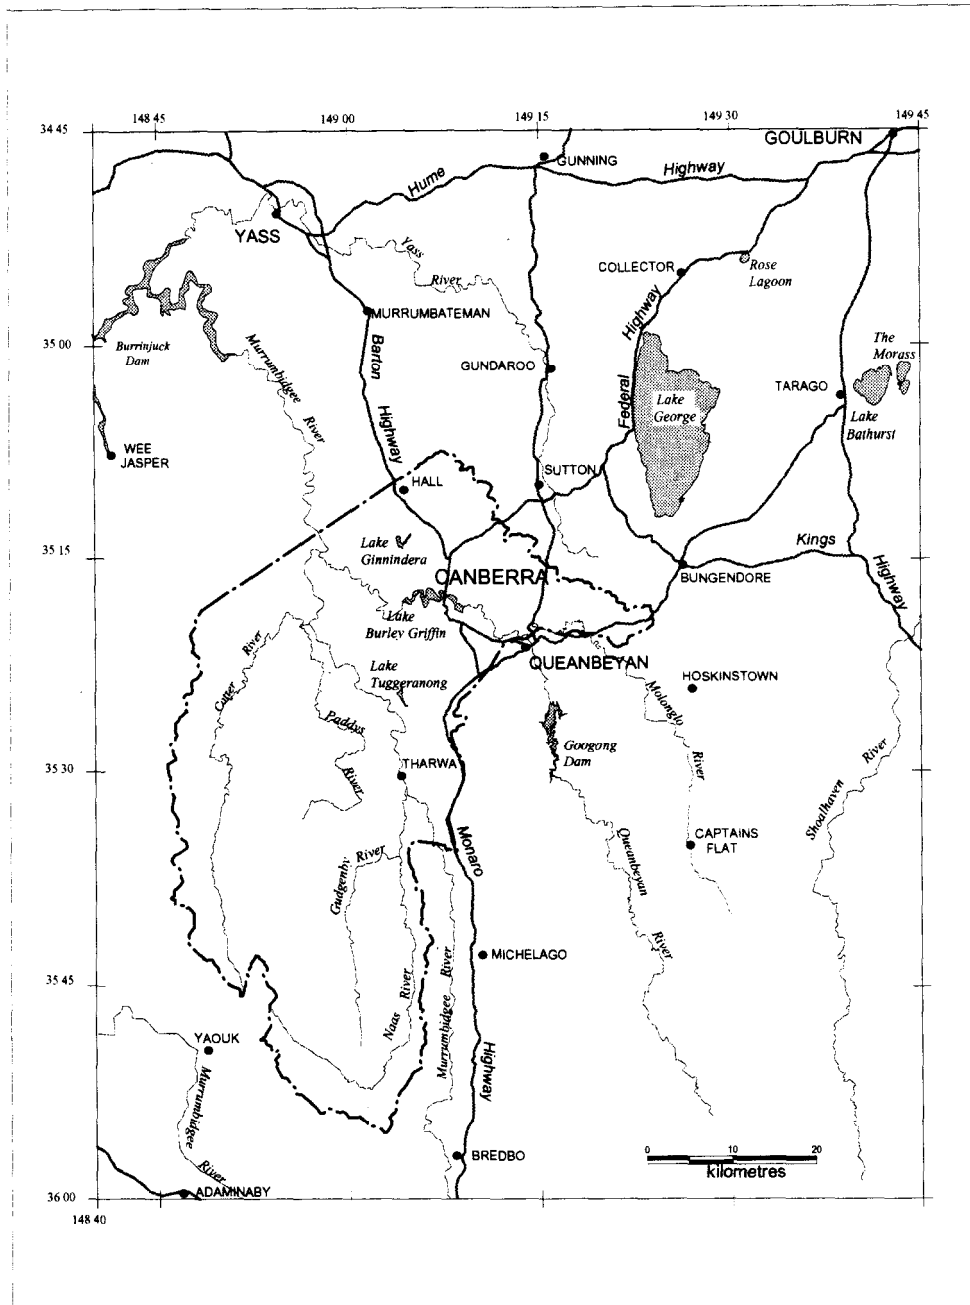 148 45
149 00
149 15
149 30
149 45
34 45
GOULBURN
GUNNING
Highway
Hume
YASS
Yass
River
COLLECTOR
Rose
Lagoon
Highway
MURRUMBATEMAN
35 00
Burrinjuck
Dam
Murrumbidgee
River
Barton
Highway
GUNDAROO
Federal
Lake
George
The
Morass
TARAGO
Lake
Bathurst
WEE
JASPER
HALL
SUTTON
35 15
Lake
Ginnindera
CANBERRA
Kings
Highway
BUNGENDORE
Lake
Burley Griffin
QUEANBEYAN
Cotter
River
Lake
Tuggeranong
HOSKINSTOWN
Molonglo
River
Paddys
River
Googong
Dam
THARWA
35 30
Shoalhaven
River
Monaro
CAPTAINS
FLAT
Queanbeyan
River
Gudgenby
River
MICHELAGO
35 45
Naas
River
Murrumbidgee
River
Highway
YAOUK
Murrumbidgee
River
BREDBO
0
10
20
kilometres
ADAMINABY
36 00
148 40